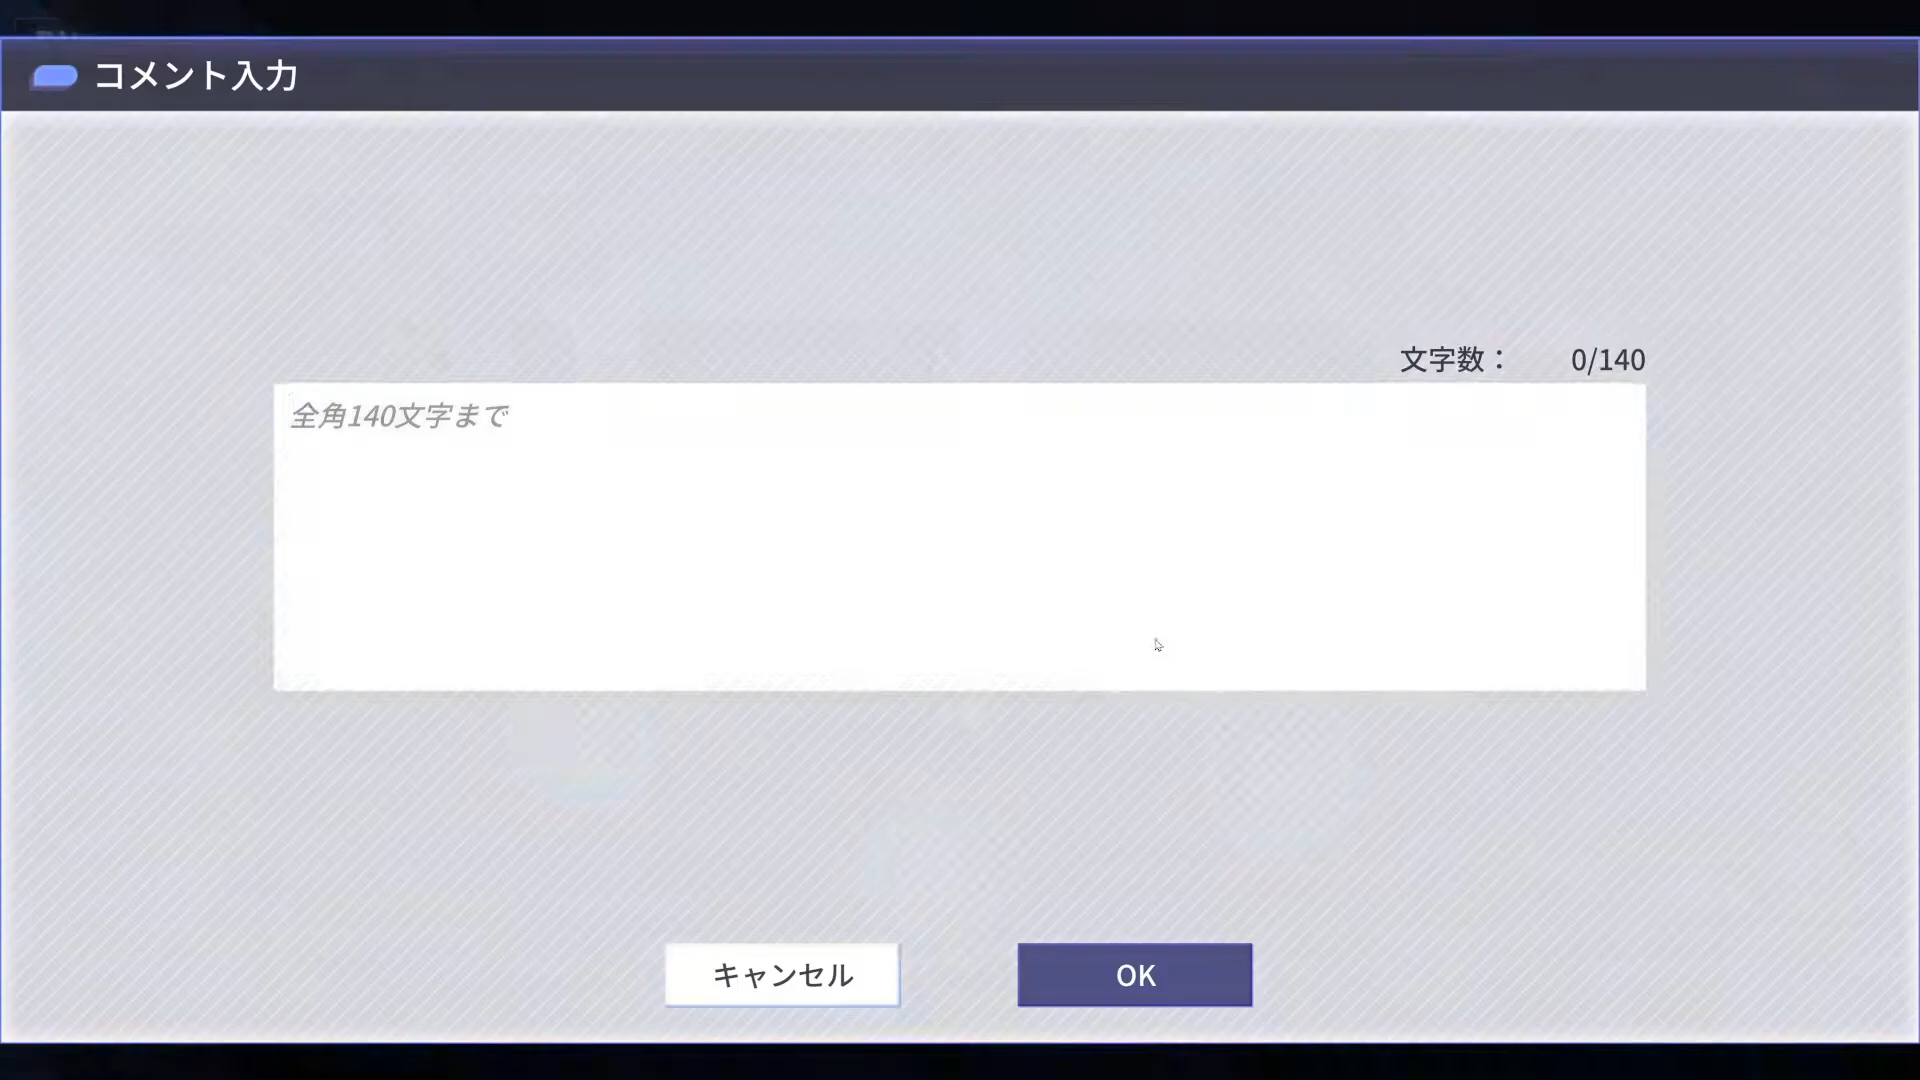 コメント入力
文字数： 0/140
全角140文字まで
キャンセル
OK